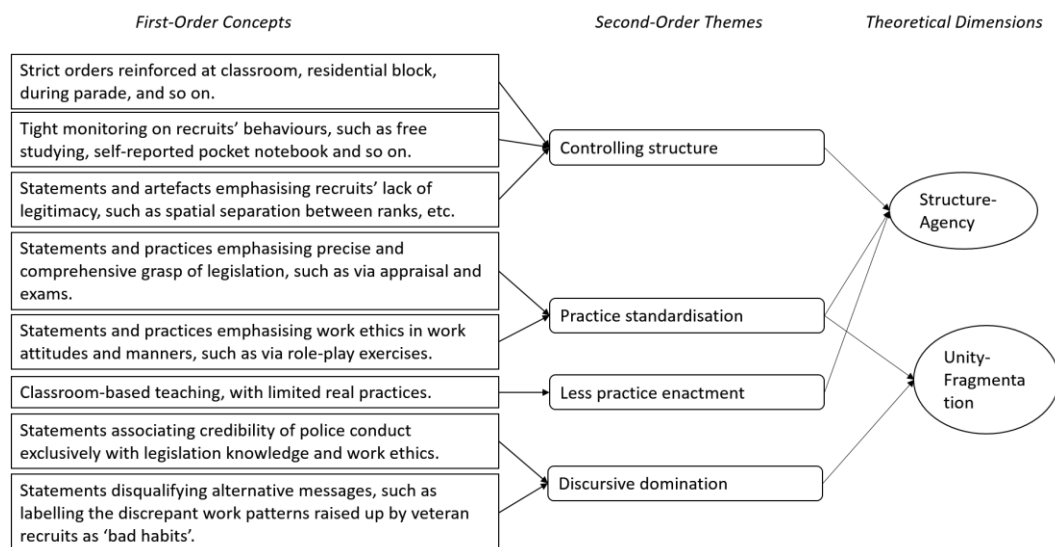 First-Order Concepts
Second-Order Themes
Theoretical Dimensions
Strict orders reinforced at classroom, residential block,
during parade, and so on.
Tight monitoring on recruits' behaviours, such as free
studying, self-reported pocket notebook and so on.
Statements and artefacts emphasising recruits' lack of
legitimacy, such as spatial separation between ranks, etc.
Statements and practices emphasising precise and
comprehensive grasp of legislation, such as via appraisal and
exams.
Statements and practices emphasising work ethics in work
attitudes and manners, such as via role-play exercises.
Classroom-based teaching, with limited real practices.
Statements associating credibility of police conduct
exclusively with legislation knowledge and work ethics.
Statements disqualifying alternative messages, such as
labelling the discrepant work patterns raised up by veteran
recruits as 'bad habits'.
Controlling structure
Practice standardisation
Less practice enactment
Discursive domination
Structure-
Agency
Unity-
Fragmenta
tion